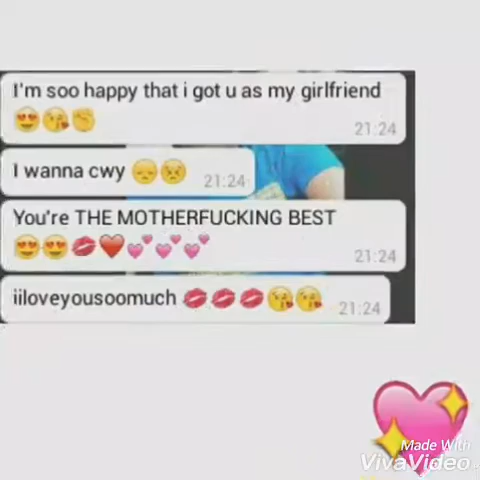 I'm soo happy that i got u as my girlfriend
😍😘✊
21:24
I wanna cwy 😞😣
21:24
You're THE MOTHERFUCKING BEST
😍😍💋❤️💕💕💕
21:24
iiloveyousoomuch 💋💋💋😘😘
21:24
Made With
VivaVideo